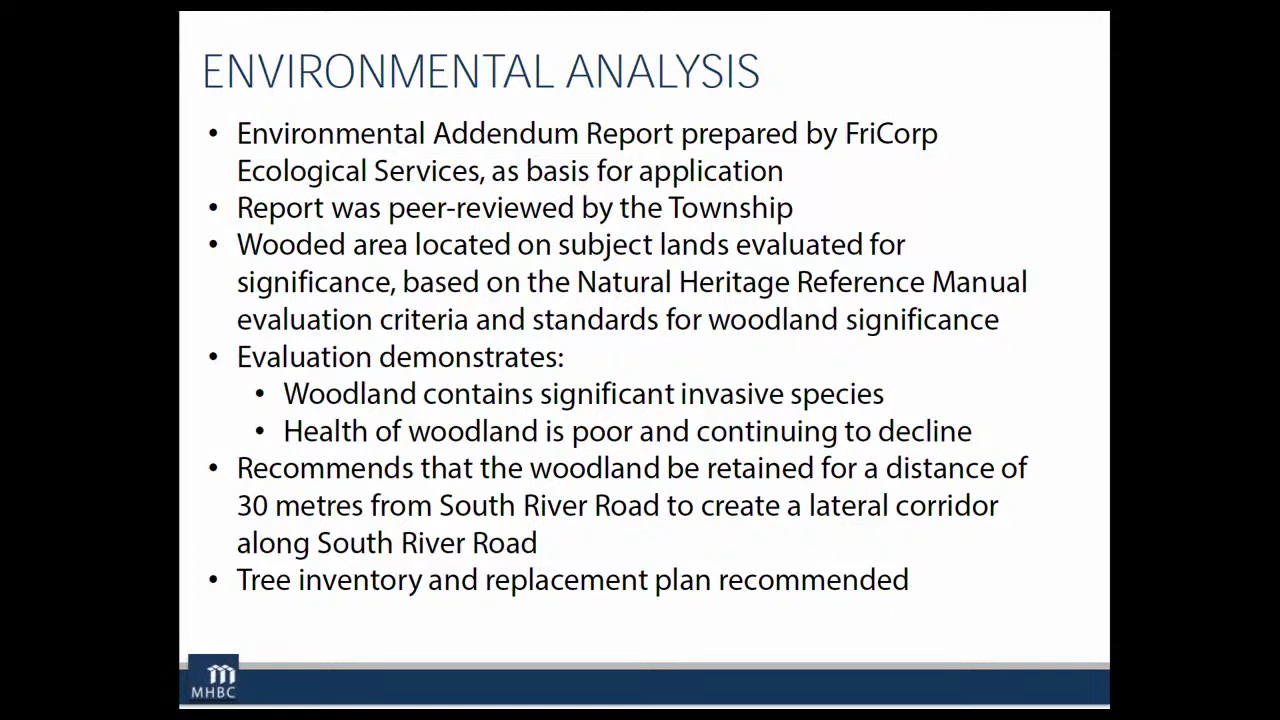 ENVIRONMENTAL ANALYSIS
• Environmental Addendum Report prepared by FriCorp
Ecological Services, as basis for application
• Report was peer-reviewed by the Township
• Wooded area located on subject lands evaluated for
significance, based on the Natural Heritage Reference Manual
evaluation criteria and standards for woodland significance
• Evaluation demonstrates:
• Woodland contains significant invasive species
• Health of woodland is poor and continuing to decline
• Recommends that the woodland be retained for a distance of
30 metres from South River Road to create a lateral corridor
along South River Road
• Tree inventory and replacement plan recommended
MHBC